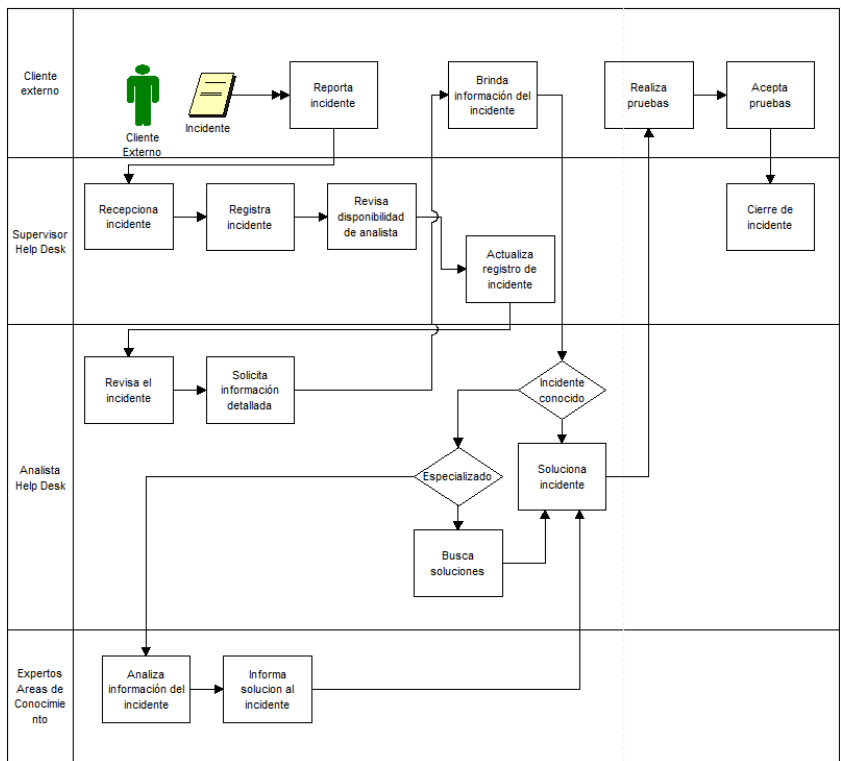 Cliente
externo
Cliente
Externo
Incidente
Reporta
incidente
Brinda
información del
incidente
Realiza
pruebas
Acepta
pruebas
Supervisor
Help Desk
Recepciona
incidente
Registra
incidente
Revisa
disponibilidad
de analista
Actualiza
registro de
incidente
Cierre de
incidente
Analista
Help Desk
Revisa el
incidente
Solicita
información
detallada
Incidente
conocido
Especializado
Soluciona
incidente
Busca
soluciones
Expertos
Areas de
Conocimie
nto
Analiza
información del
incidente
Informa
solucion al
incidente